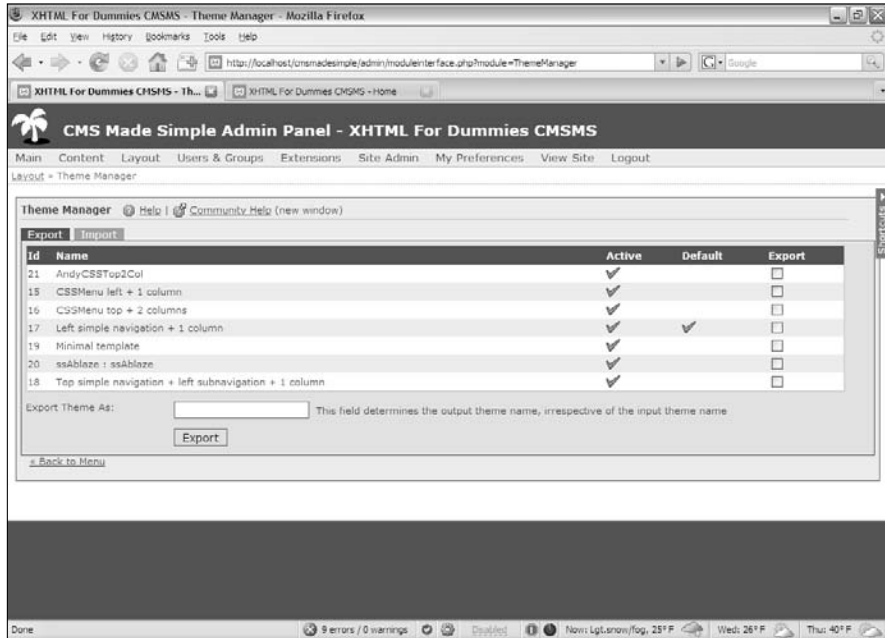 XHTML For Dummies CMSMS - Theme Manager - Mozilla Firefox
File Edit View History Bookmarks Tools Help
http://localhost/cmsmadesimple/admin/moduleinterface.php?module=ThemeManager
G Google
XHTML For Dummies CMSMS - Th... XHTML For Dummies CMSMS - Home
CMS Made Simple Admin Panel - XHTML For Dummies CMSMS
Main Content Layout Users & Groups Extensions Site Admin My Preferences View Site Logout
Layout » Theme Manager
Shortcuts
Theme Manager Help | Community Help (new window)
Export Import
Id Name Active Default Export
21 AndyCSSTop2Col
15 CSSMenu left + 1 column
16 CSSMenu top + 2 columns
17 Left simple navigation + 1 column
19 Minimal template
20 ssAblaze : ssAblaze
18 Top simple navigation + left subnavigation + 1 column
Export Theme As: This field determines the output theme name, irrespective of the input theme name
Export
« Back to Menu
Done 9 errors / 0 warnings Disabled Now: Lgt.snow/fog, 25° F Wed: 26° F Thu: 40° F